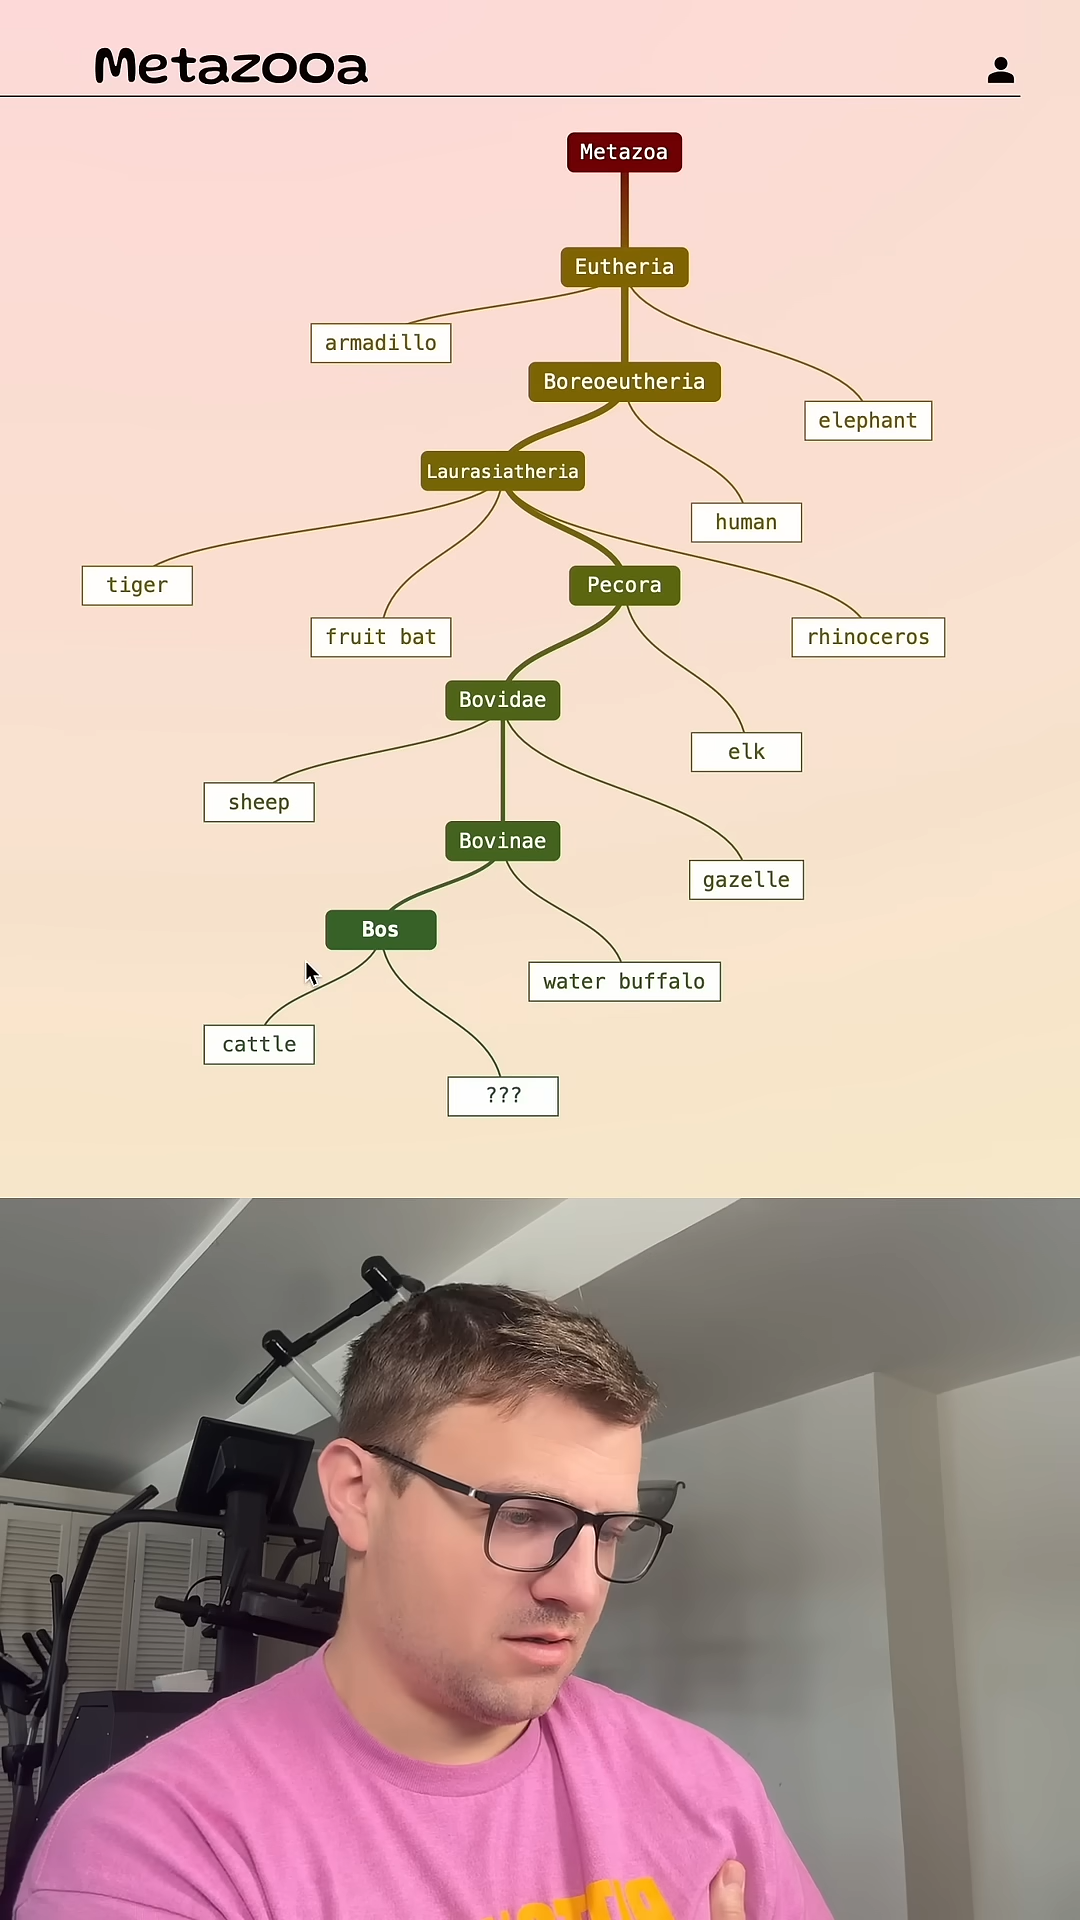 Metazooa
Metazoa
Eutheria
armadillo
Boreoeutheria
elephant
Laurasiatheria
human
tiger
Pecora
fruit bat
rhinoceros
Bovidae
elk
sheep
Bovinae
gazelle
Bos
water buffalo
cattle
???